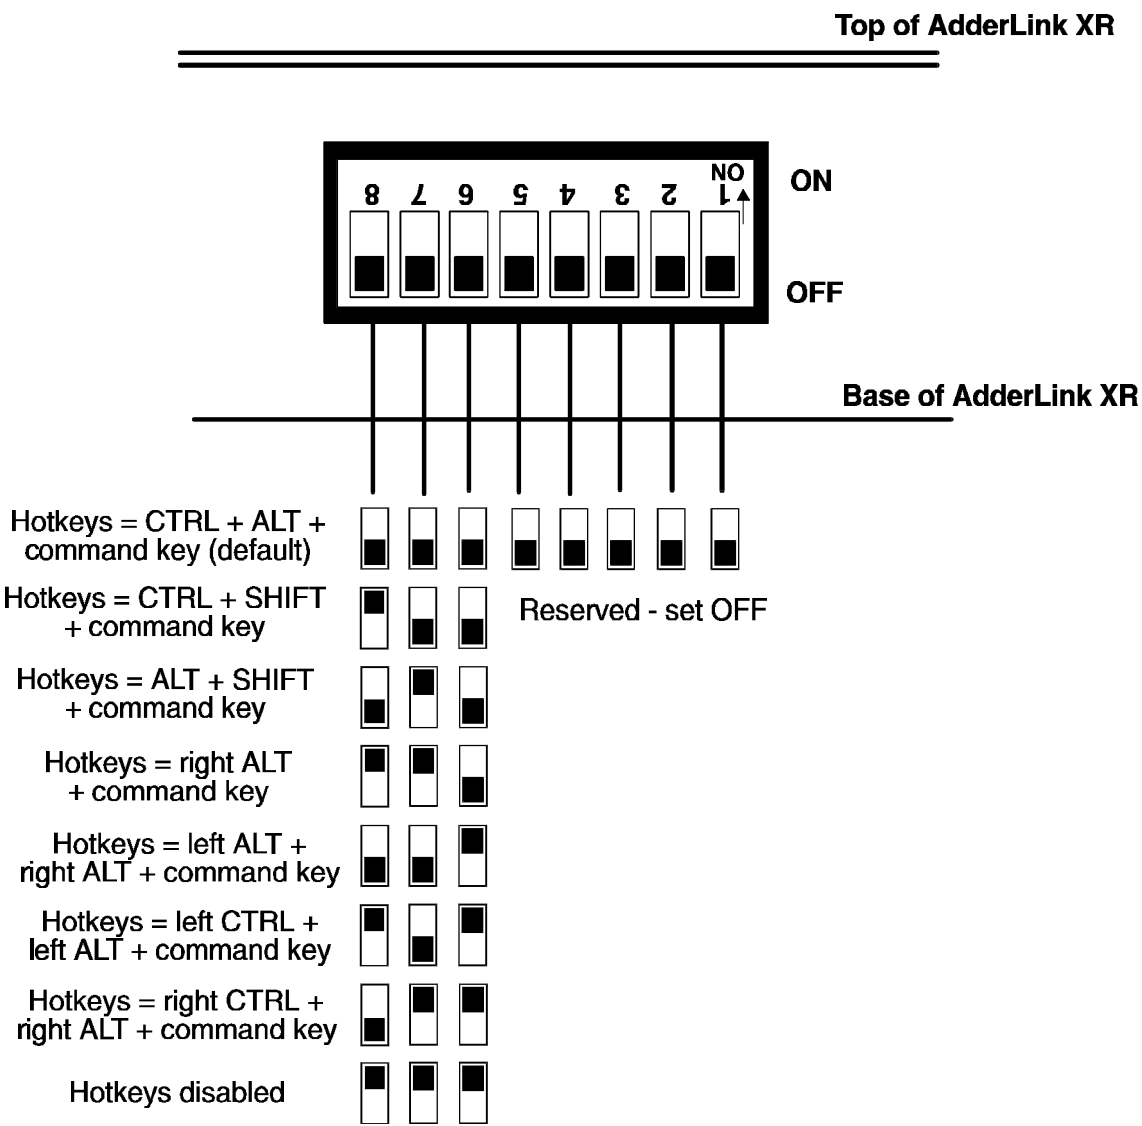 Top of AdderLink XR
ON
8 7 6 5 4 3 2 1
ON
OFF
Base of AdderLink XR
Hotkeys = CTRL + ALT +
command key (default)
Hotkeys = CTRL + SHIFT
+ command key
Reserved - set OFF
Hotkeys = ALT + SHIFT
+ command key
Hotkeys = right ALT
+ command key
Hotkeys = left ALT +
right ALT + command key
Hotkeys = left CTRL +
left ALT + command key
Hotkeys = right CTRL +
right ALT + command key
Hotkeys disabled